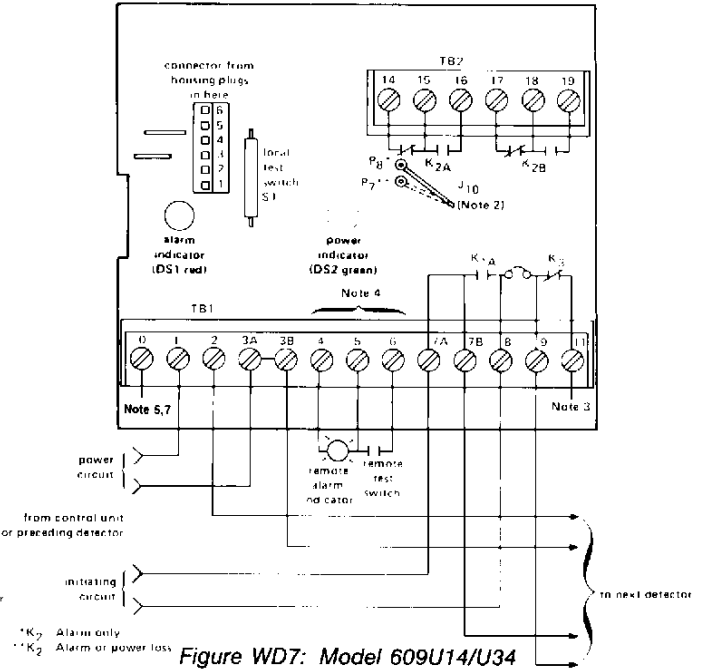 connector from
housing plugs
in here
6
5
4
3
2
1
local
test
switch
S1
TB2
14 15 16 17 18 19
P8*
P7**
K2A
K2B
J10
(Note 2)
alarm
indicator
(DS1 red)
power
indicator
(DS2 green)
Note 4
K3
TB1
0 1 2 3A 3B 4 5 6 7A 7B 8 9 11
Note 5,7
Note 3
power
circuit
remote
alarm
indicator
remote
test
switch
from control unit
or preceding detector
initiating
circuit
to next detector
*K2 Alarm only
**K2 Alarm or power loss
Figure WD7: Model 609U14/U34